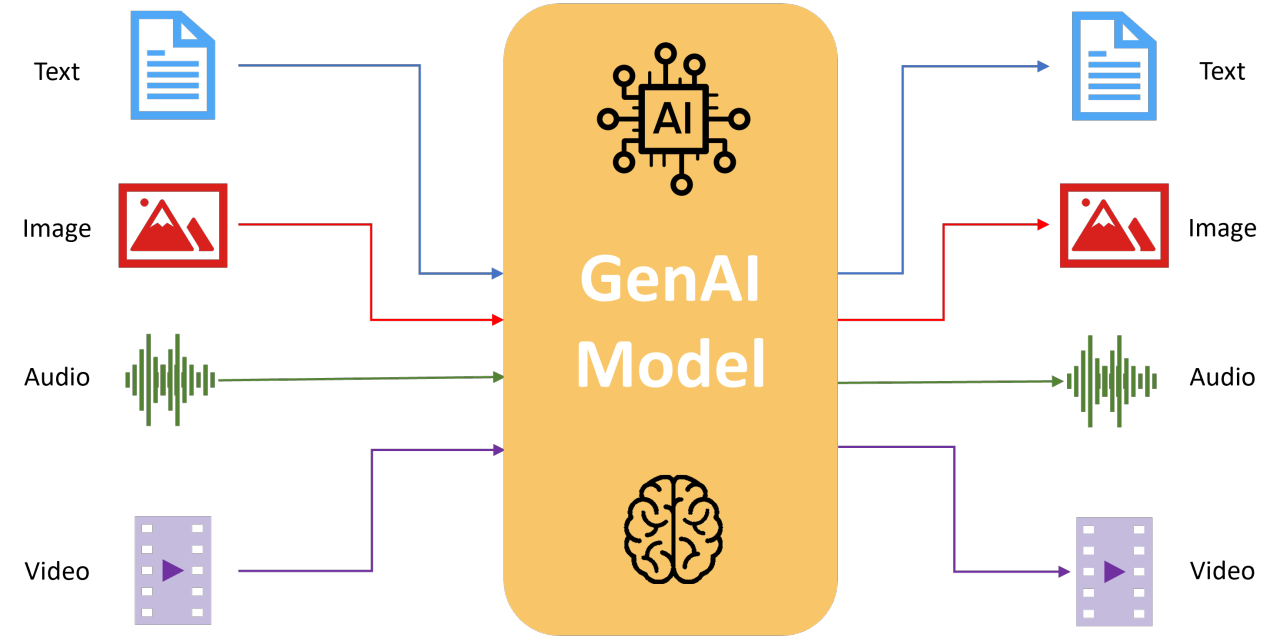 Text
Image
Audio
Video
AI
GenAI
Model
Text
Image
Audio
Video